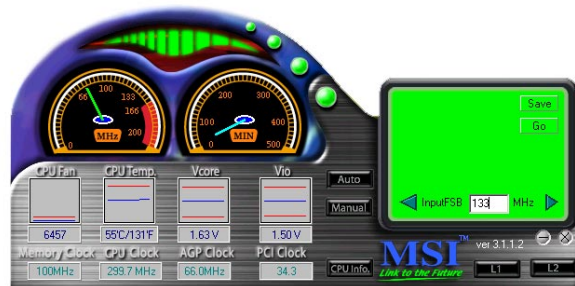 66 100 133 166 200 0
MHz
100 200 300 400 500 0
MIN
Save
Go
CPU Fan CPU Temp. Vcore Vio
Auto
Manual
InputFSB 133 MHz
6457 55'C/131'F 1.63 V 1.50 V
Memory Clock CPU Clock AGP Clock PCI Clock
100MHz 299.7 MHz 66.0MHz 34.3
CPU Info.
MSI™
Link to the Future
ver 3.1.1.2
L1 L2